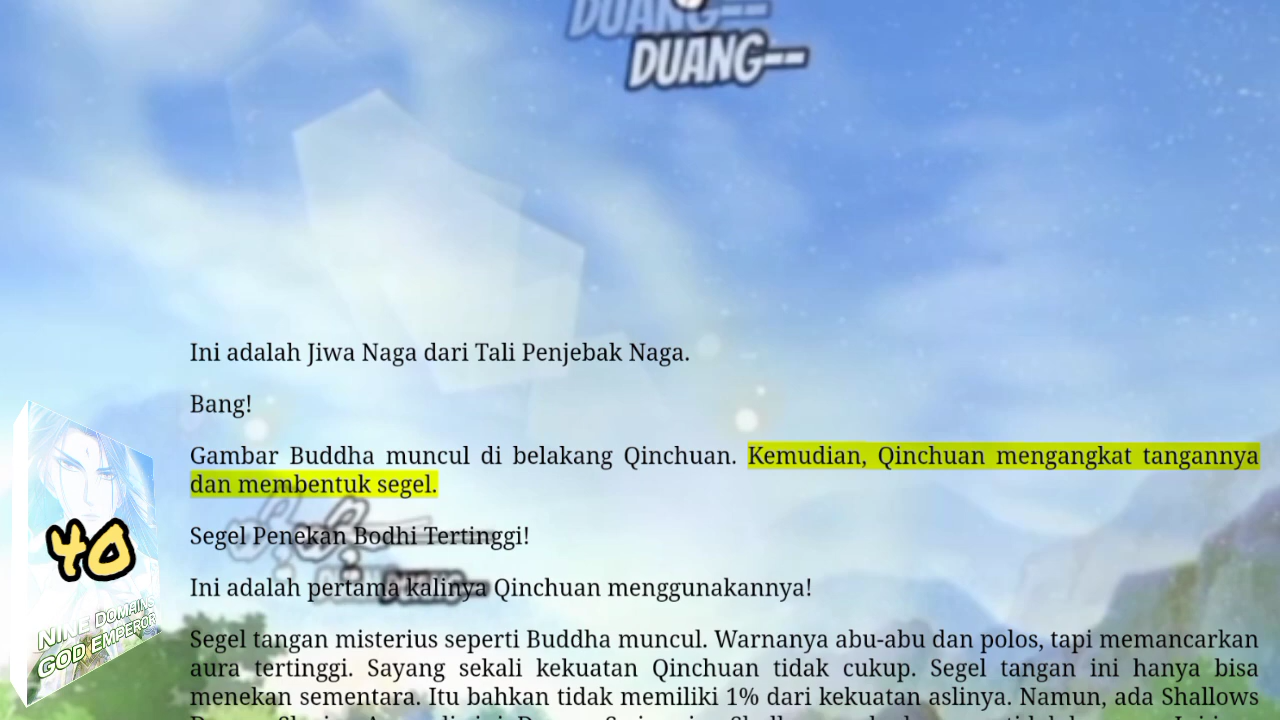 DUANG--
DUANG--
Ini adalah Jiwa Naga dari Tali Penjebak Naga.
Bang!
Gambar Buddha muncul di belakang Qinchuan. Kemudian, Qinchuan mengangkat tangannya
dan membentuk segel.
Segel Penekan Bodhi Tertinggi!
Ini adalah pertama kalinya Qinchuan menggunakannya!
Segel tangan misterius seperti Buddha muncul. Warnanya abu-abu dan polos, tapi memancarkan
aura tertinggi. Sayang sekali kekuatan Qinchuan tidak cukup. Segel tangan ini hanya bisa
menekan sementara. Itu bahkan tidak memiliki 1% dari kekuatan aslinya. Namun, ada Shallows
40
NINE DOMAINS
GOD EMPEROR